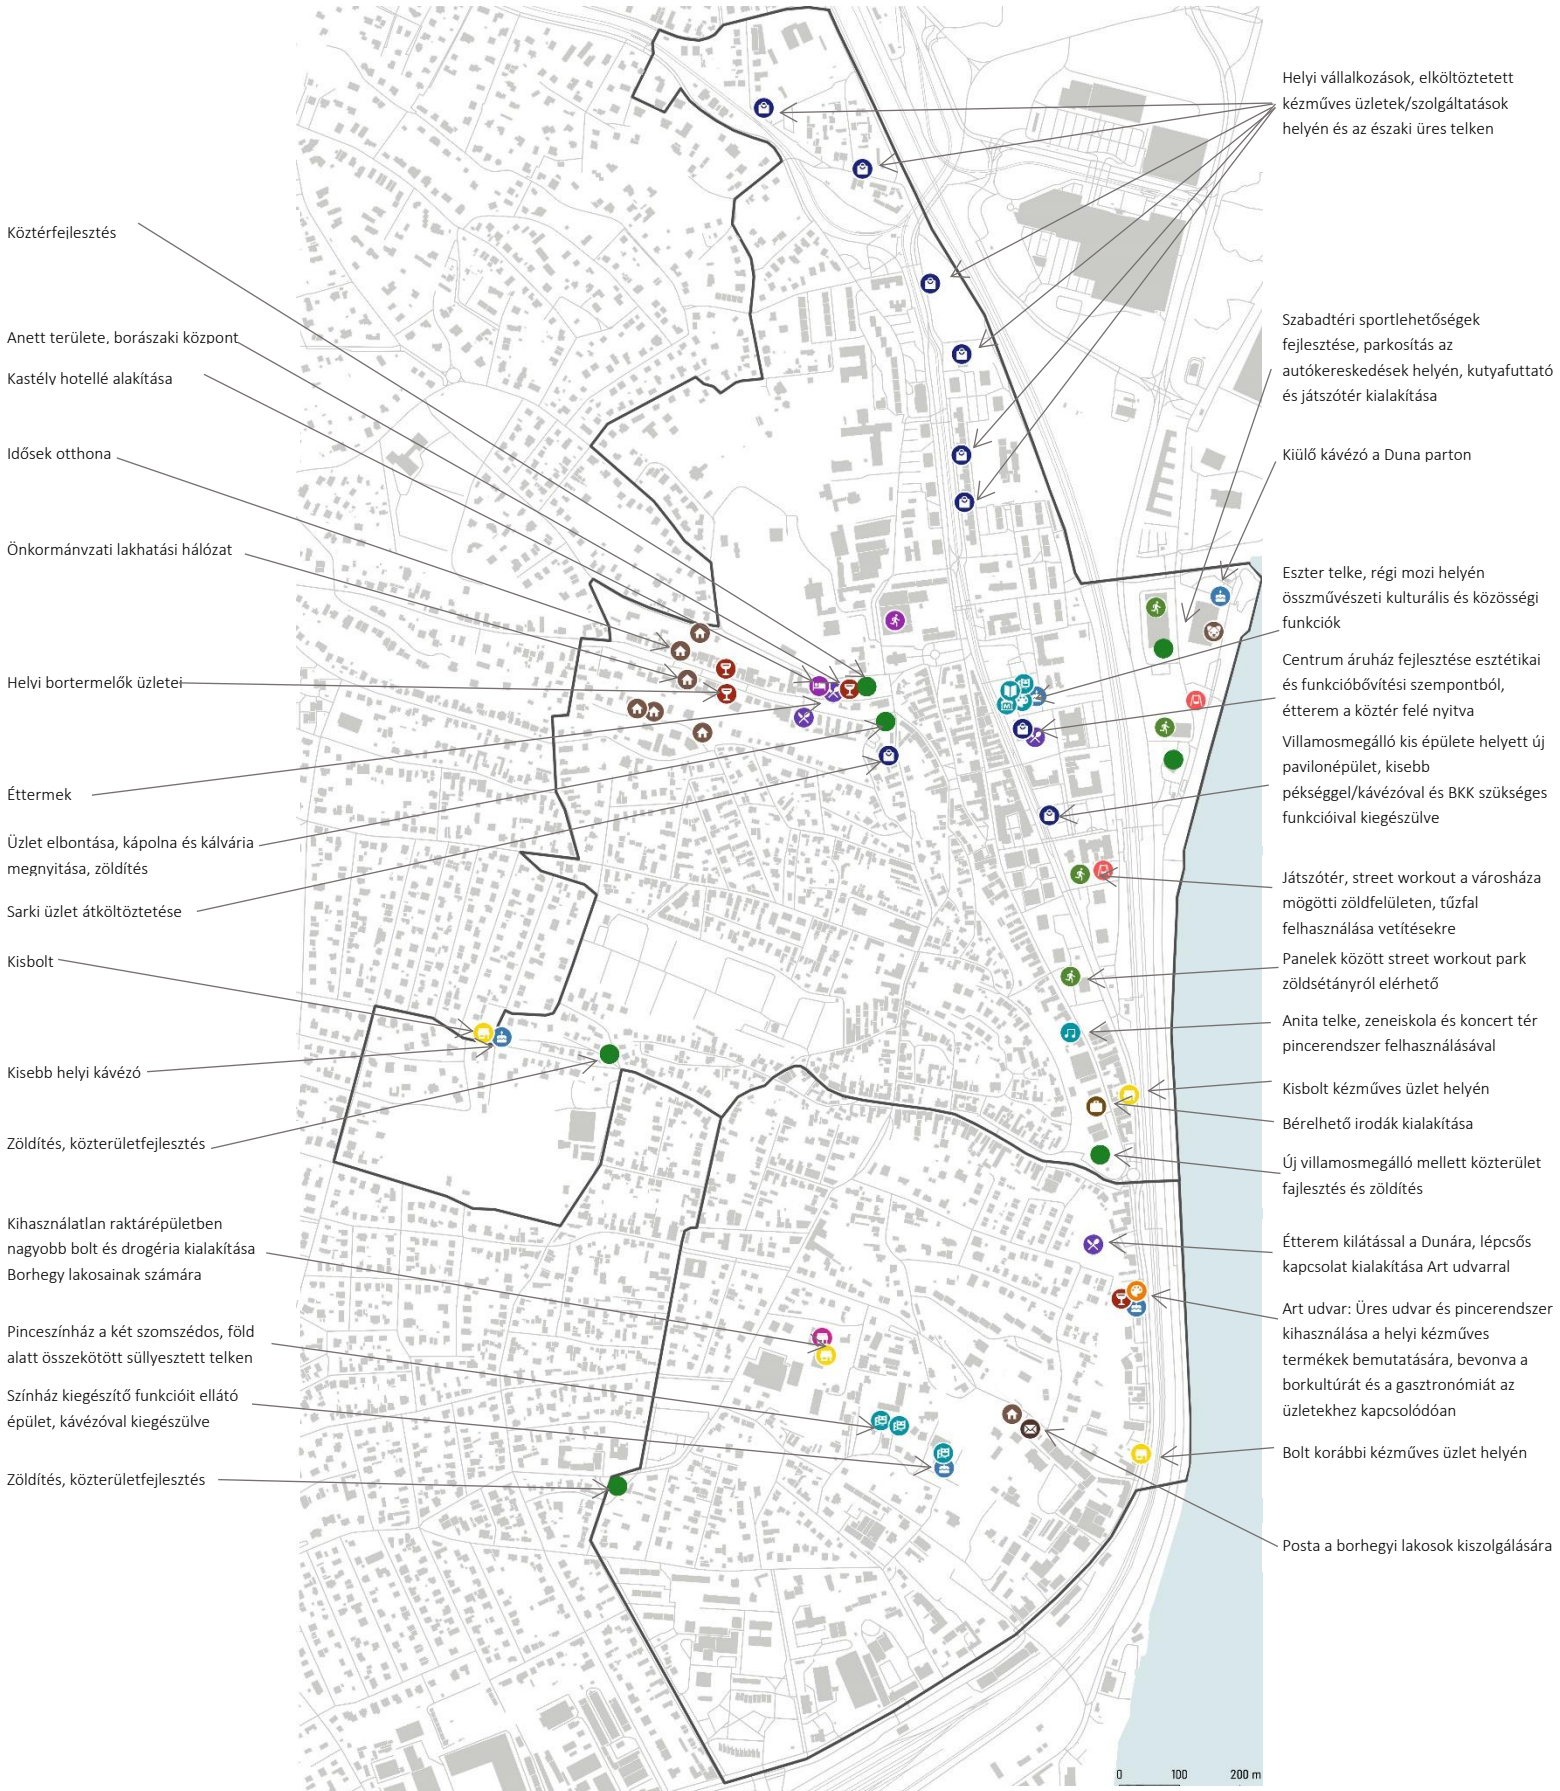 Köztérfejlesztés
Anett területe, borászaki központ
Kastély hotellé alakítása
Idősek otthona
Önkormányzati lakhatási hálózat
Helyi bortermelők üzletei
Éttermek
Üzlet elbontása, kápolna és kálvária
megnyitása, zöldítés
Sarki üzlet átköltöztetése
Kisbolt
Kisebb helyi kávézó
Zöldítés, közterületfejlesztés
Kihasználatlan raktárépületben
nagyobb bolt és drogéria kialakítása
Borhegy lakosainak számára
Pinceszínház a két szomszédos, föld
alatt összekötött süllyesztett telken
Színház kiegészítő funkcióit ellátó
épület, kávézóval kiegészülve
Zöldítés, közterületfejlesztés
Helyi vállalkozások, elköltöztetett
kézműves üzletek/szolgáltatások
helyén és az északi üres telken
Szabadtéri sportlehetőségek
fejlesztése, parkosítás az
autókereskedések helyén, kutyafuttató
és játszótér kialakítása
Kiülő kávézó a Duna parton
Eszter telke, régi mozi helyén
összművészeti kulturális és közösségi
funkciók
Centrum áruház fejlesztése esztétikai
és funkcióbővítési szempontból,
étterem a köztér felé nyitva
Villamosmegálló kis épülete helyett új
pavilonépület, kisebb
pékséggel/kávézóval és BKK szükséges
funkcióival kiegészülve
Játszótér, street workout a városháza
mögötti zöldfelületen, tűzfal
felhasználása vetítésekre
Panelek között street workout park
zöldsétányról elérhető
Anita telke, zeneiskola és koncert tér
pincerendszer felhasználásával
Kisbolt kézműves üzlet helyén
Bérelhető irodák kialakítása
Új villamosmegálló mellett közterület
fajlesztés és zöldítés
Étterem kilátással a Dunára, lépcsős
kapcsolat kialakítása Art udvarral
Art udvar: Üres udvar és pincerendszer
kihasználása a helyi kézműves
termékek bemutatására, bevonva a
borkultúrát és a gasztronómiát az
üzletekhez kapcsolódóan
Bolt korábbi kézműves üzlet helyén
Posta a borhegyi lakosok kiszolgálására
0 100 200 m